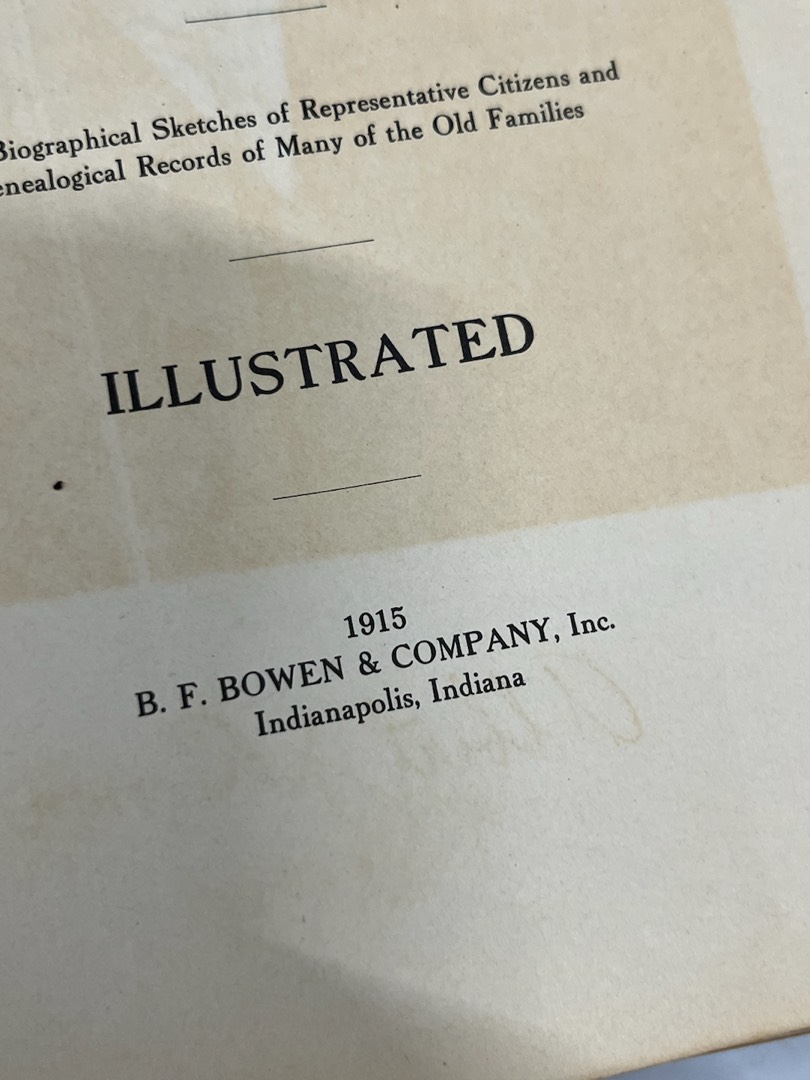 Biographical Sketches of Representative Citizens and
enealogical Records of Many of the Old Families
ILLUSTRATED
1915
B. F. BOWEN & COMPANY, Inc.
Indianapolis, Indiana